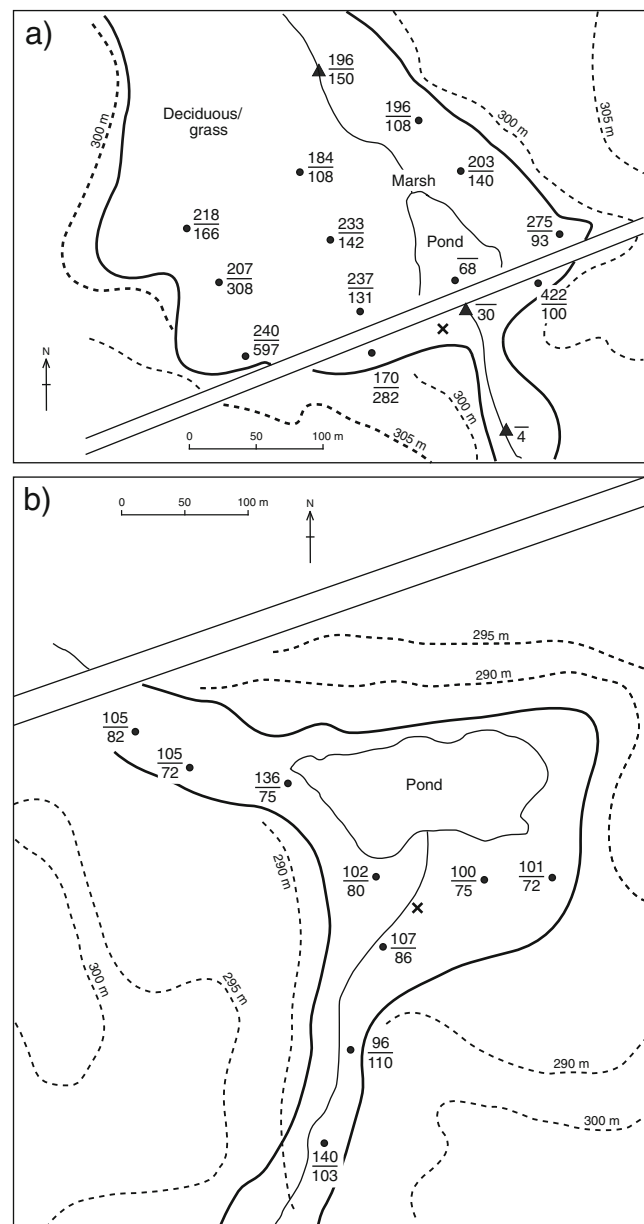 a)
196
150
Deciduous/
grass
196
108
300 m
305 m
184
108
203
140
Marsh
218
166
233
142
275
93
Pond
68
207
308
237
131
30
422
100
×
240
597
N
170
282
300 m
4
305 m
0 50 100 m
b)
0 50 100 m
N
295 m
290 m
105
82
105
72
136
75
Pond
290 m
102
80
100
75
101
72
×
107
86
300 m
295 m
96
110
290 m
300 m
140
103